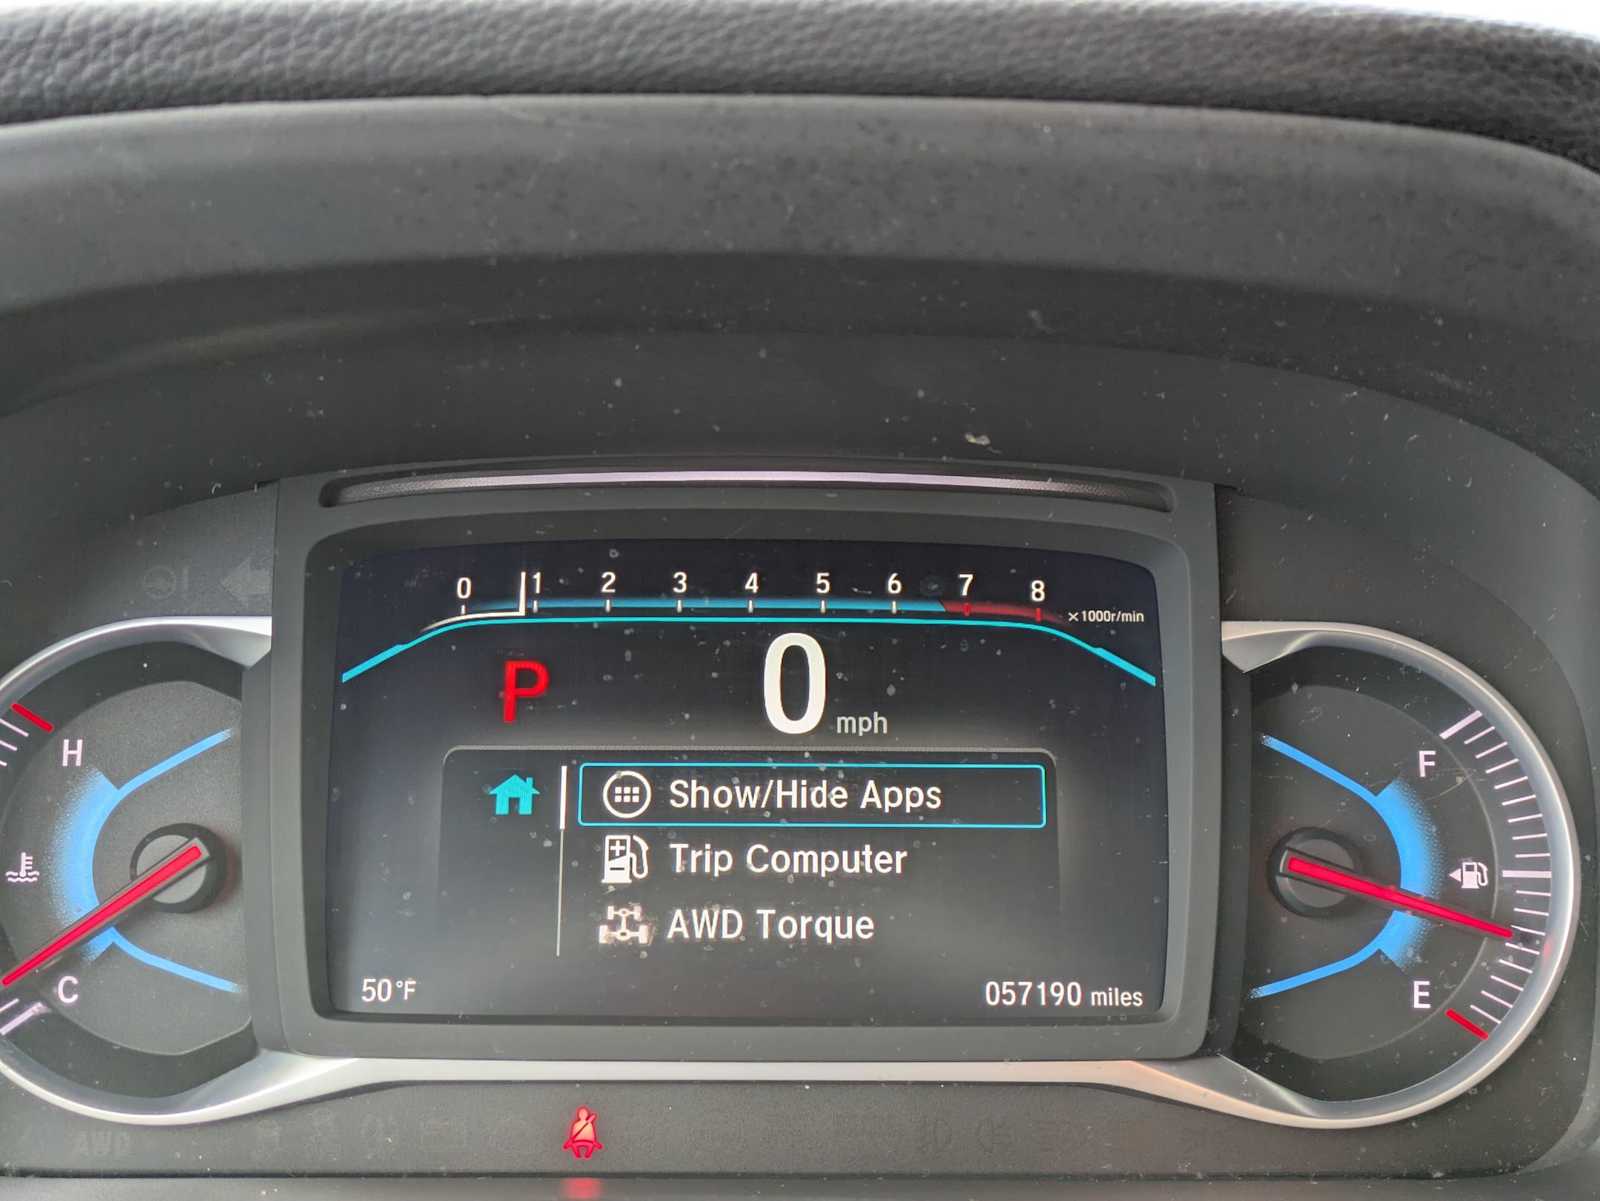 0 1 2 3 4 5 6 7 8
×1000r/min
P 0 mph
H
F
Show/Hide Apps
Trip Computer
AWD Torque
C
E
50°F
057190 miles
AWD